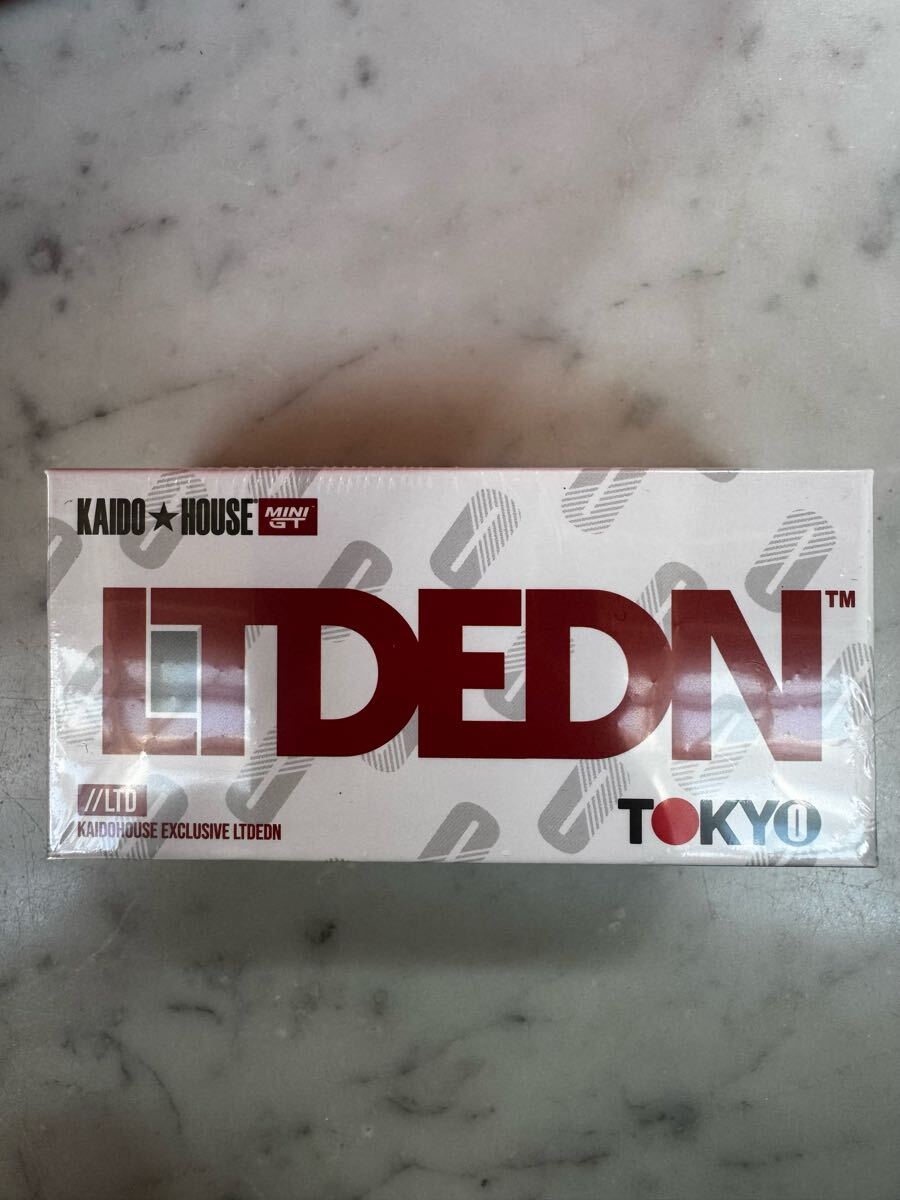 KAIDO★HOUSE® MINI GT
LTDEDN™
//LTD
KAIDOHOUSE EXCLUSIVE LTDEDN
TOKYO